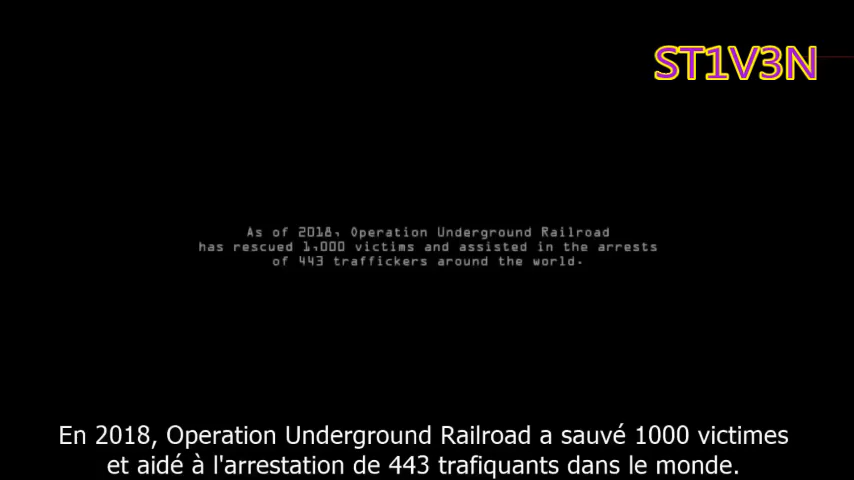 ST1V3N
As of 2018, Operation Underground Railroad
has rescued 1,000 victims and assisted in the arrests
of 443 traffickers around the world.
En 2018, Operation Underground Railroad a sauvé 1000 victimes
et aidé à l'arrestation de 443 trafiquants dans le monde.